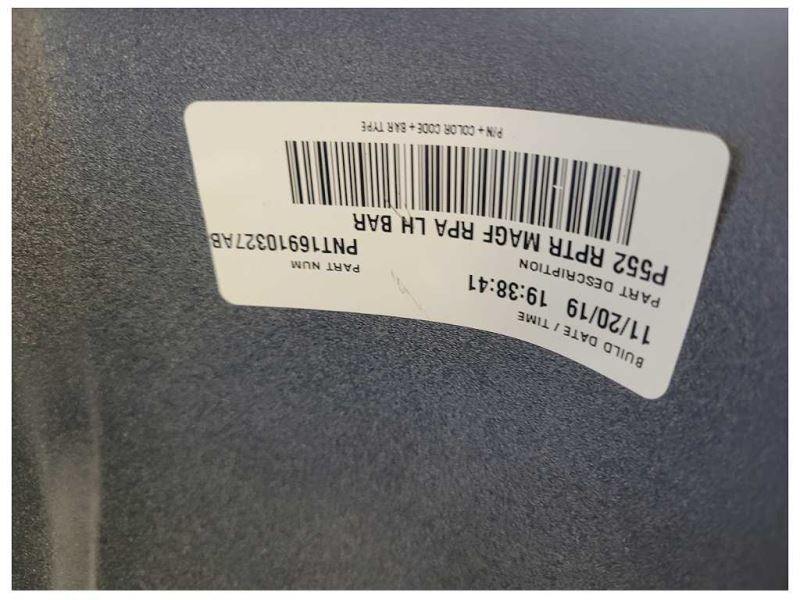 BUILD DATE / TIME
11/20/19 19:38:41
PART DESCRIPTION
P552 RPTR MAGF RPA LH BAR
PART NUM
PNT16910327AB
P/N + COLOR CODE + BAR TYPE